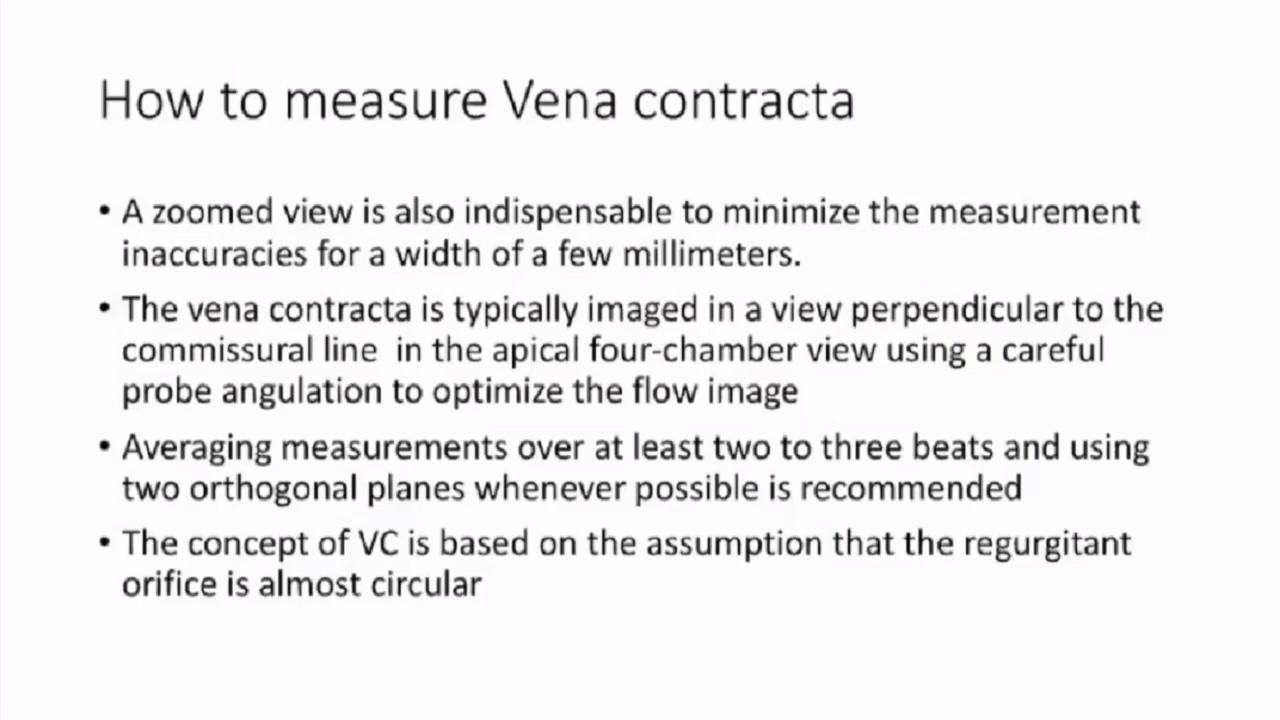 How to measure Vena contracta
• A zoomed view is also indispensable to minimize the measurement
inaccuracies for a width of a few millimeters.
• The vena contracta is typically imaged in a view perpendicular to the
commissural line  in the apical four-chamber view using a careful
probe angulation to optimize the flow image
• Averaging measurements over at least two to three beats and using
two orthogonal planes whenever possible is recommended
• The concept of VC is based on the assumption that the regurgitant
orifice is almost circular